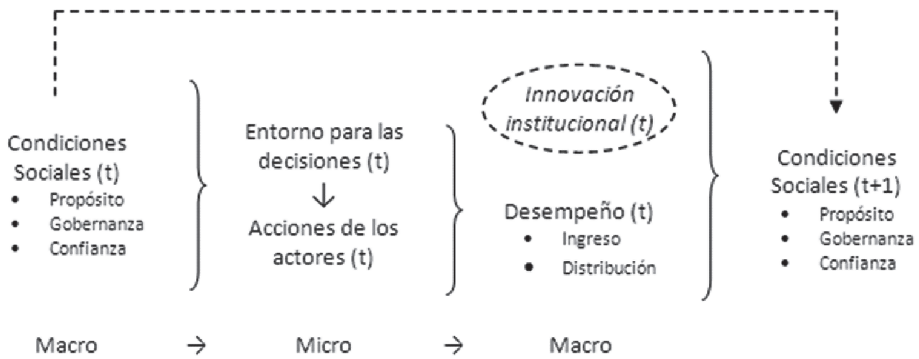 Condiciones
Sociales (t)
• Propósito
• Gobernanza
• Confianza
Entorno para las
decisiones (t)
↓
Acciones de los
actores (t)
Innovación
institucional (t)
Desempeño (t)
• Ingreso
• Distribución
Condiciones
Sociales (t+1)
• Propósito
• Gobernanza
• Confianza
Macro → Micro → Macro